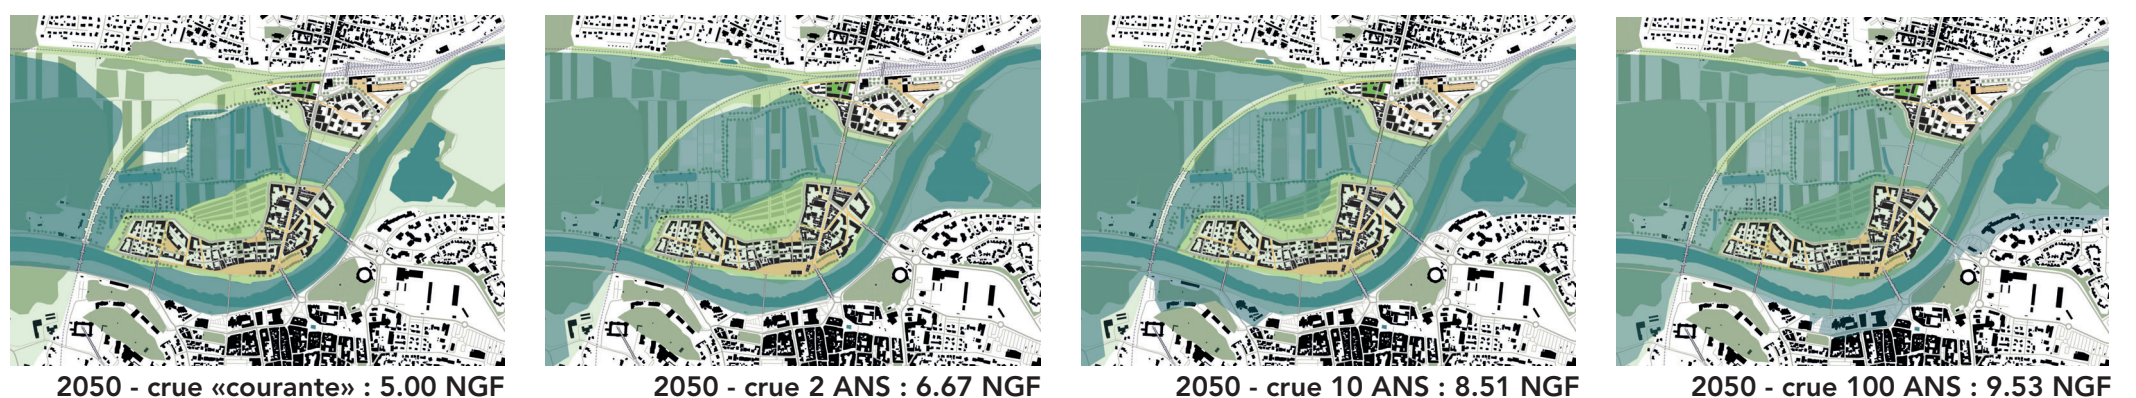 2050 - crue «courante» : 5.00 NGF
2050 - crue 2 ANS : 6.67 NGF
2050 - crue 10 ANS : 8.51 NGF
2050 - crue 100 ANS : 9.53 NGF